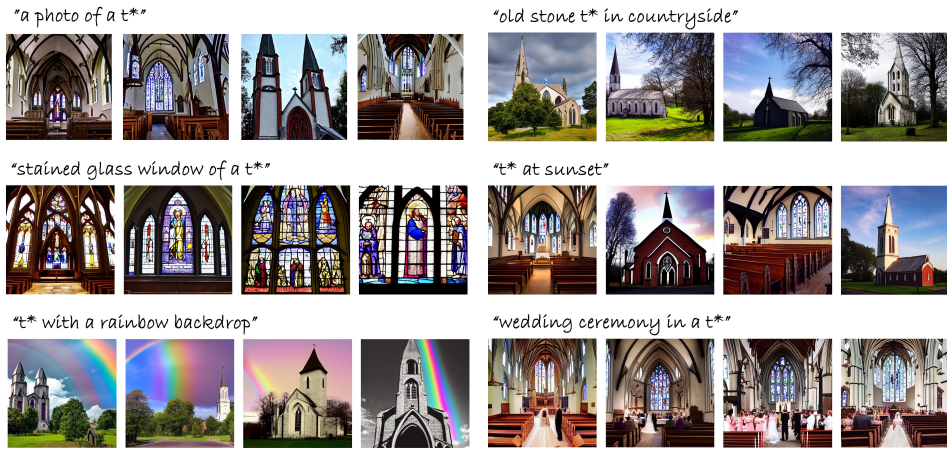 "a photo of a t*"
"old stone t* in countryside"
"stained glass window of a t*"
"t* at sunset"
"t* with a rainbow backdrop"
"wedding ceremony in a t*"